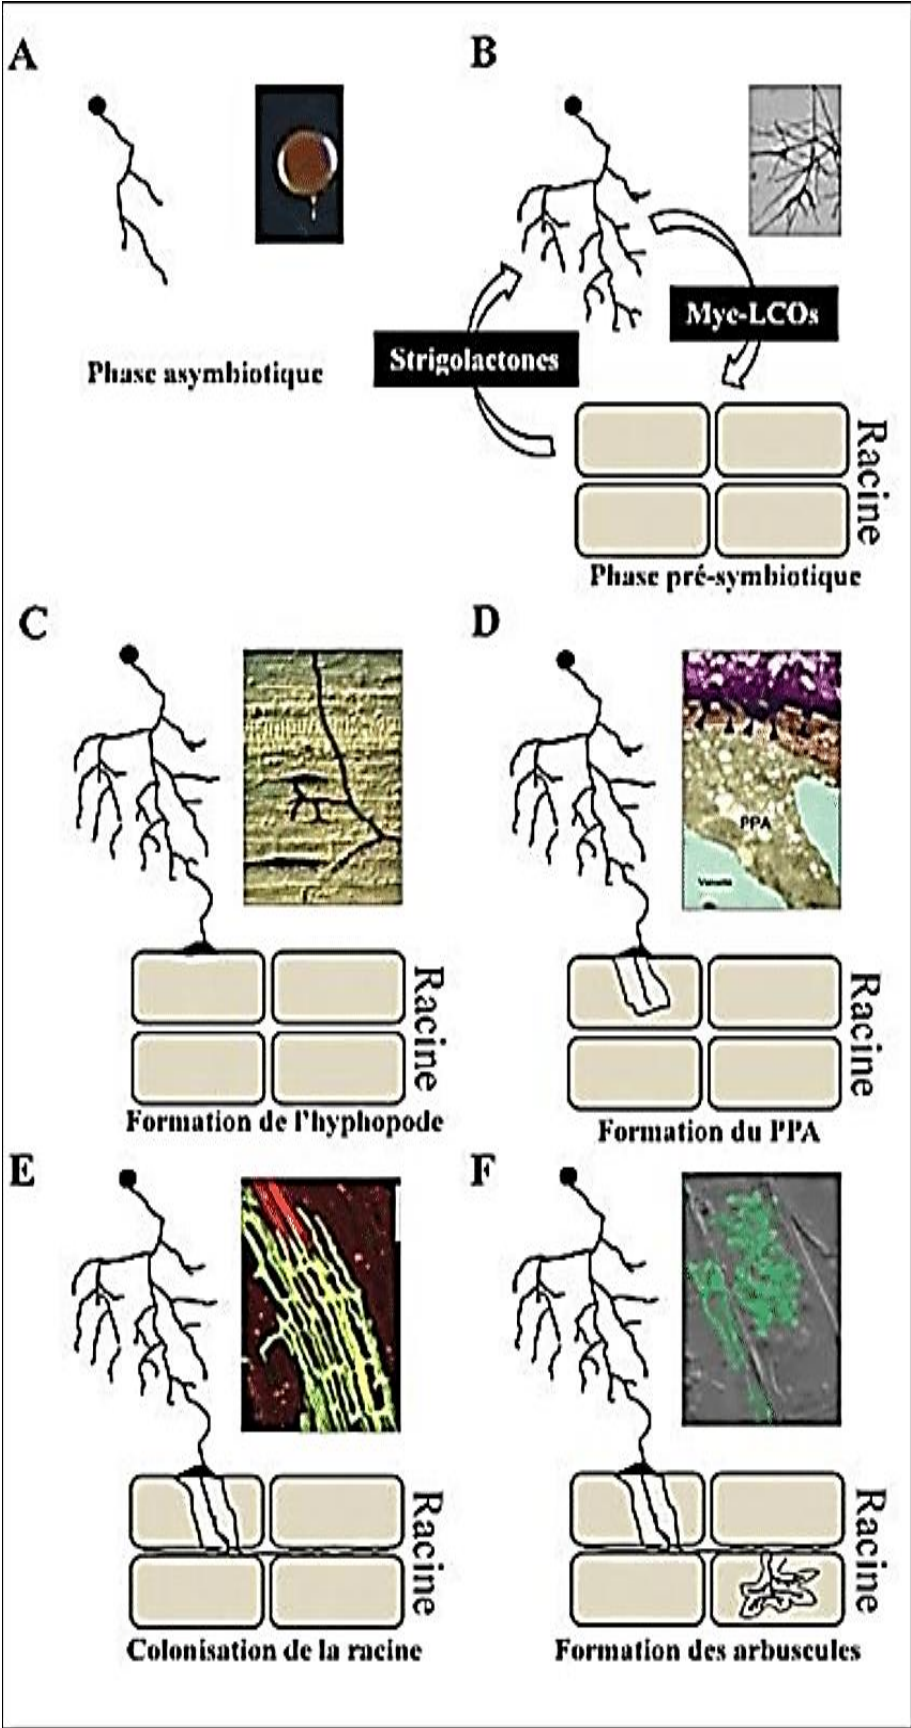 A
B
Myc-LCOs
Strigolactones
Phase asymbiotique
Racine
Phase pré-symbiotique
C
D
PPA
Racine
Racine
Formation de l'hyphopode
Formation du PPA
E
F
Racine
Racine
Colonisation de la racine
Formation des arbuscules